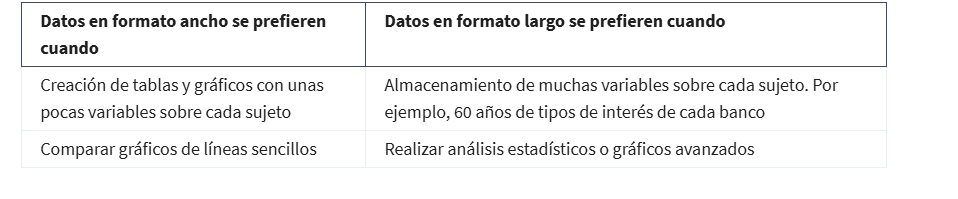 Datos en formato ancho se prefieren
cuando
Datos en formato largo se prefieren cuando
Creación de tablas y gráficos con unas
pocas variables sobre cada sujeto
Almacenamiento de muchas variables sobre cada sujeto. Por
ejemplo, 60 años de tipos de interés de cada banco
Comparar gráficos de líneas sencillos
Realizar análisis estadísticos o gráficos avanzados